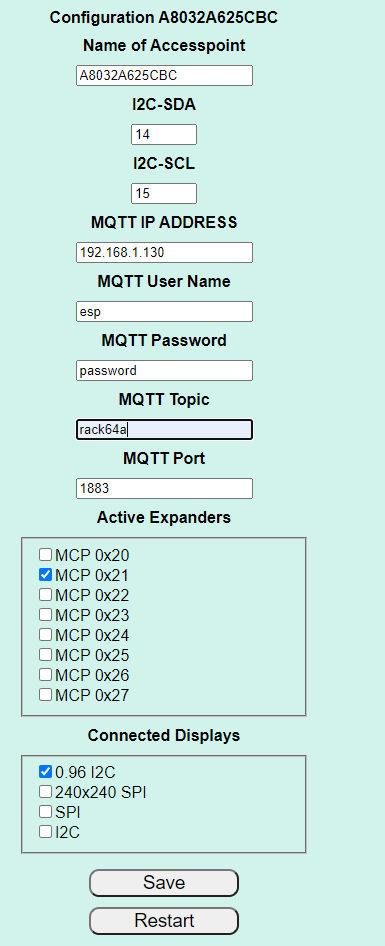 Configuration A8032A625CBC
Name of Accesspoint
A8032A625CBC
I2C-SDA
14
I2C-SCL
15
MQTT IP ADDRESS
192.168.1.130
MQTT User Name
esp
MQTT Password
password
MQTT Topic
rack64a
MQTT Port
1883
Active Expanders
MCP 0x20
MCP 0x21
MCP 0x22
MCP 0x23
MCP 0x24
MCP 0x25
MCP 0x26
MCP 0x27
Connected Displays
0.96 I2C
240x240 SPI
SPI
I2C
Save
Restart